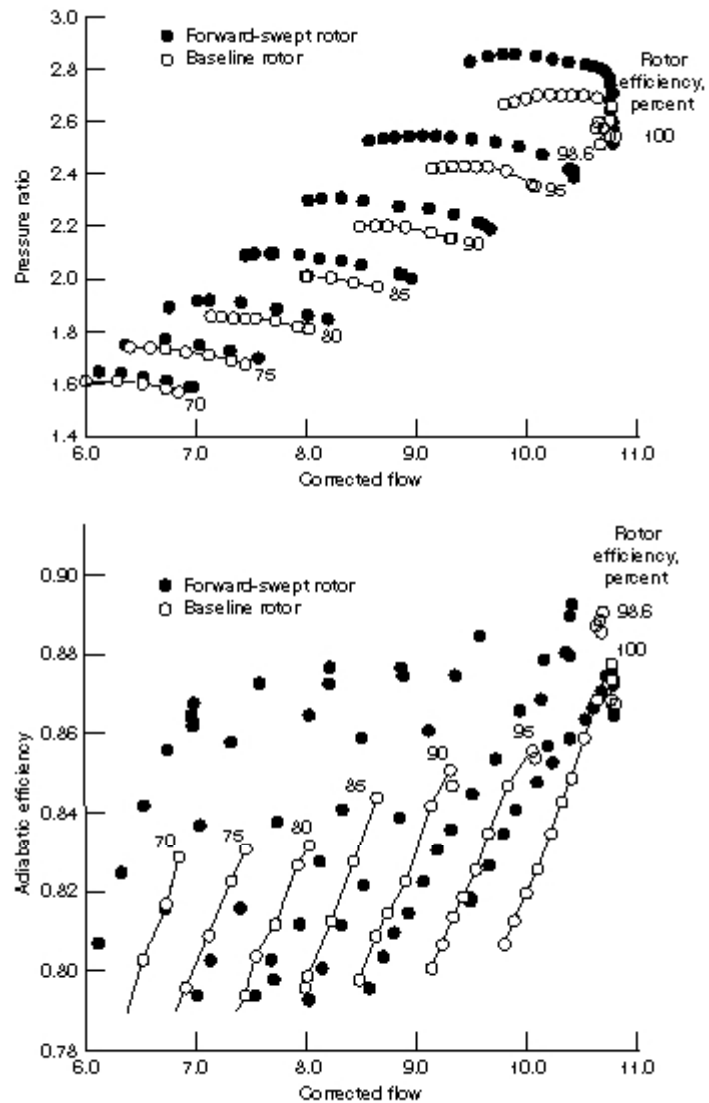 3.0
Forward-swept rotor
Baseline rotor
2.8
Rotor
efficiency,
percent
2.6
100
98.6
2.4
95
2.2
90
2.0
85
1.8
80
75
1.6
70
1.4
6.0 7.0 8.0 9.0 10.0 11.0
Corrected flow
Pressure ratio
Rotor
efficiency,
percent
0.90
Forward-swept rotor
Baseline rotor
98.6
0.88
100
0.86
95
90
0.84
85
80
75
70
0.82
0.80
0.78
6.0 7.0 8.0 9.0 10.0 11.0
Corrected flow
Adiabatic efficiency